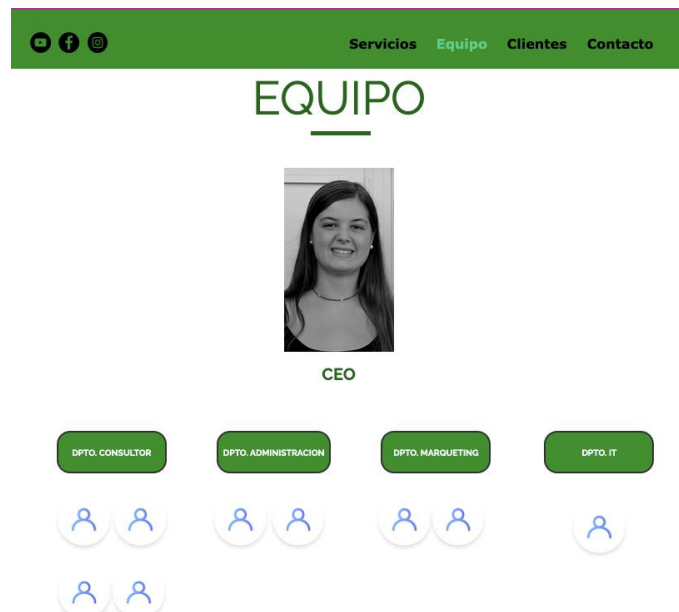 Servicios Equipo Clientes Contacto
EQUIPO
CEO
DPTO. CONSULTOR DPTO. ADMINISTRACION DPTO. MARQUETING DPTO. IT